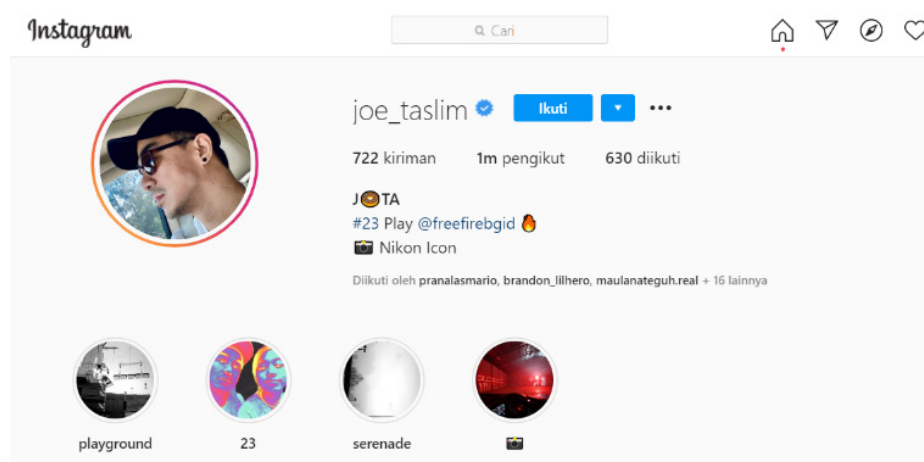 Instagram
Cari
joe_taslim Ikuti
722 kiriman 1m pengikut 630 diikuti
J🍩TA
#23 Play @freefirebgid 🔥
📷 Nikon Icon
Diikuti oleh pranalasmario, brandon_lilhero, maulanateguh.real + 16 lainnya
playground 23 serenade 📷